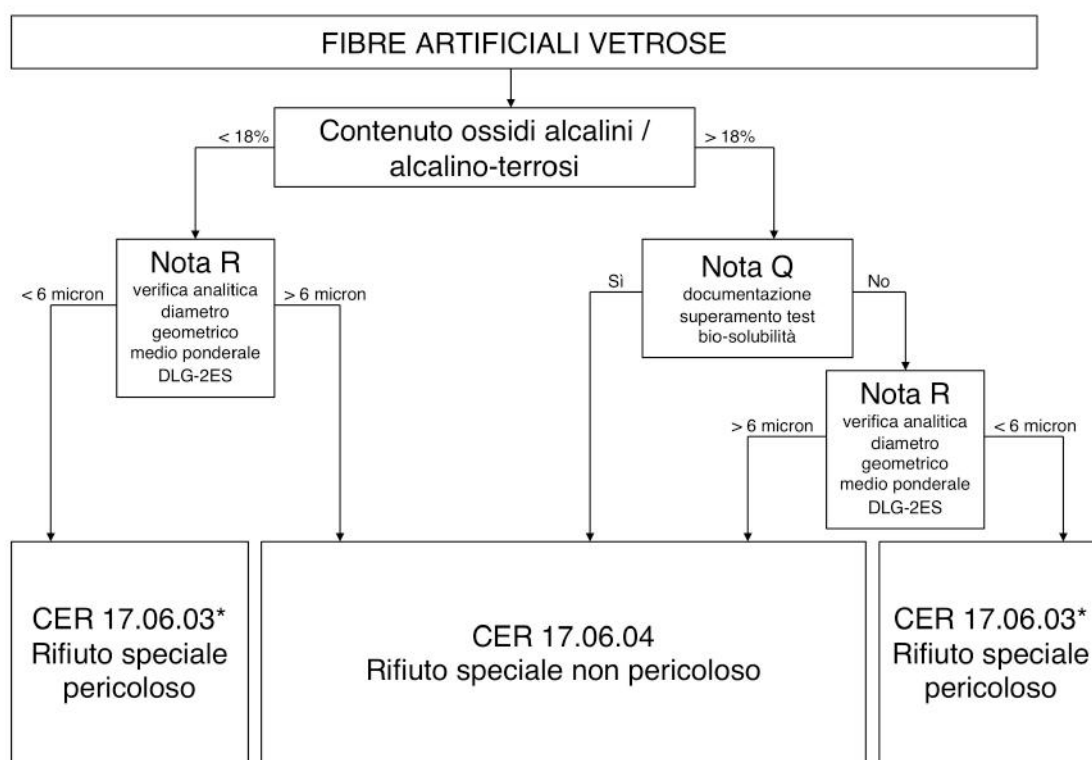 FIBRE ARTIFICIALI VETROSE
Contenuto ossidi alcalini /
alcalino-terrosi
< 18%
> 18%
Nota R
verifica analitica
diametro
geometrico
medio ponderale
DLG-2ES
< 6 micron
> 6 micron
Nota Q
documentazione
superamento test
bio-solubilità
Sì
No
Nota R
verifica analitica
diametro
geometrico
medio ponderale
DLG-2ES
> 6 micron
< 6 micron
CER 17.06.03*
Rifiuto speciale
pericoloso
CER 17.06.04
Rifiuto speciale non pericoloso
CER 17.06.03*
Rifiuto speciale
pericoloso